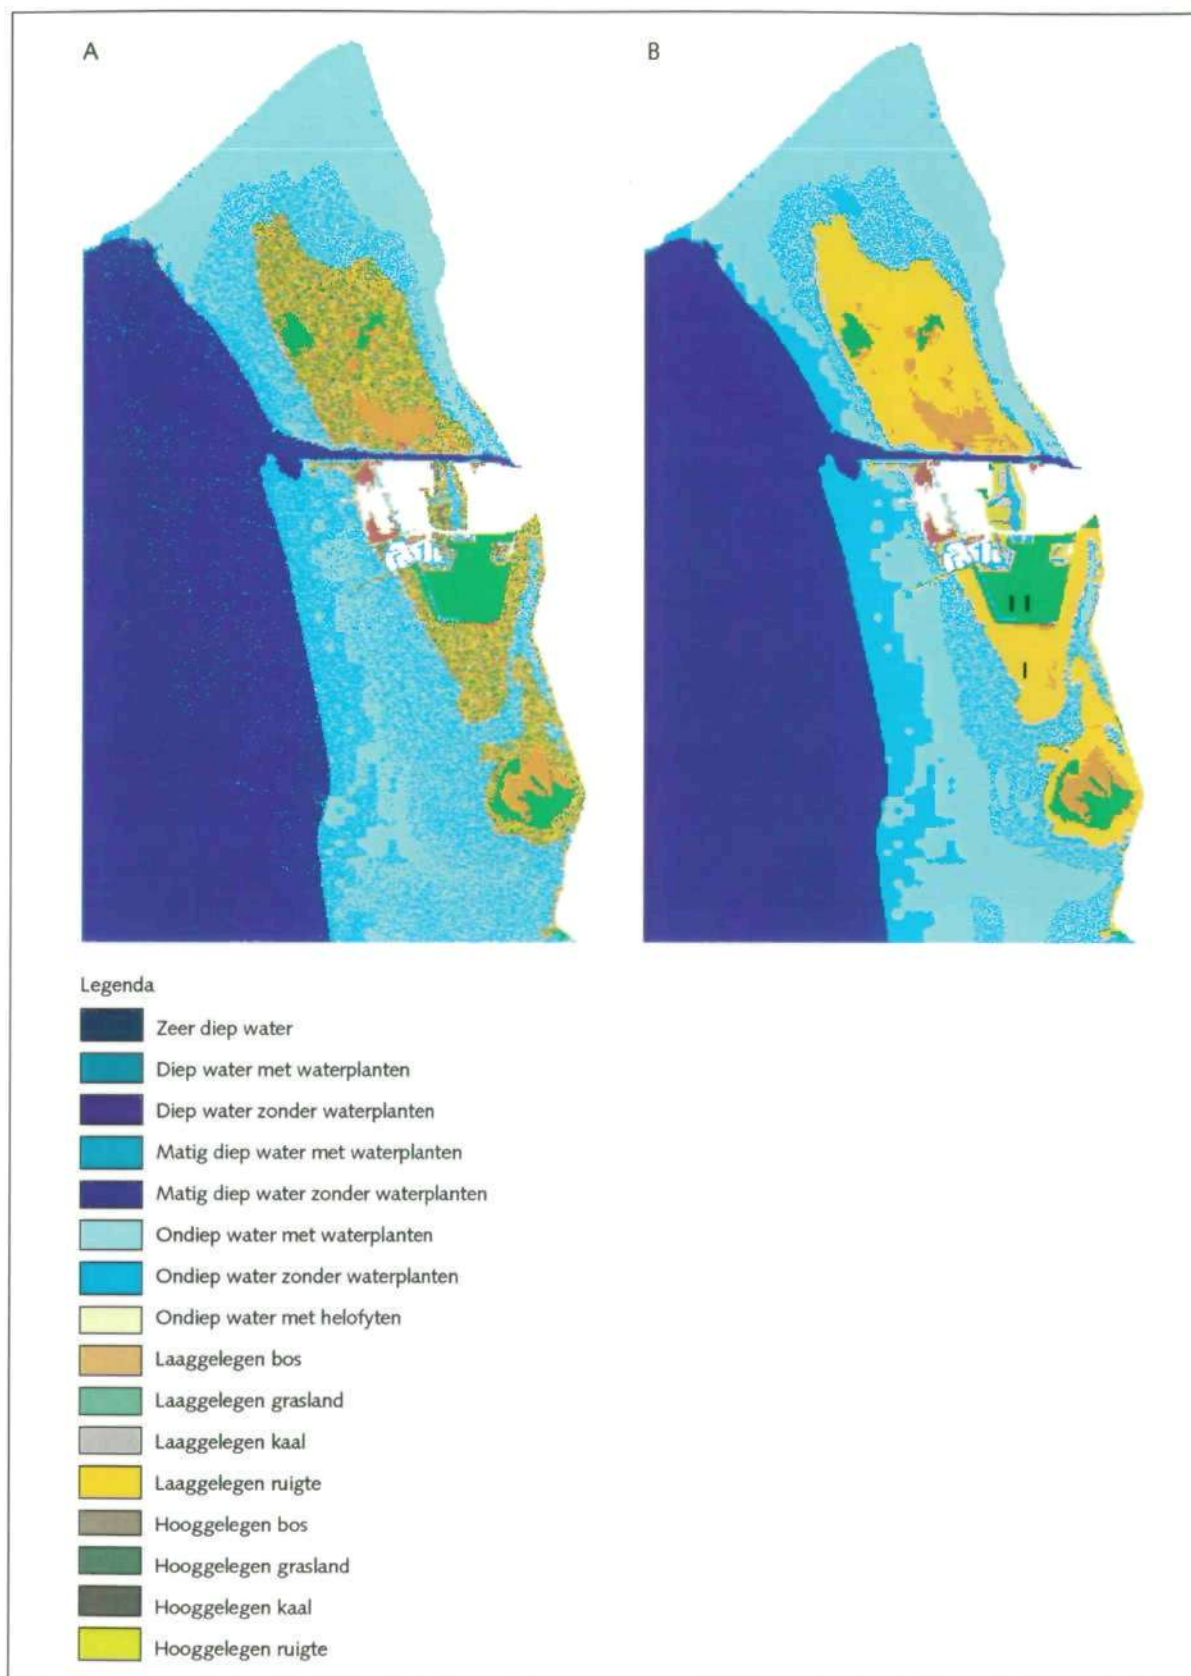 A
B
I I
I
Legenda
Zeer diep water
Diep water met waterplanten
Diep water zonder waterplanten
Matig diep water met waterplanten
Matig diep water zonder waterplanten
Ondiep water met waterplanten
Ondiep water zonder waterplanten
Ondiep water met helofyten
Laaggelegen bos
Laaggelegen grasland
Laaggelegen kaal
Laaggelegen ruigte
Hooggelegen bos
Hooggelegen grasland
Hooggelegen kaal
Hooggelegen ruigte